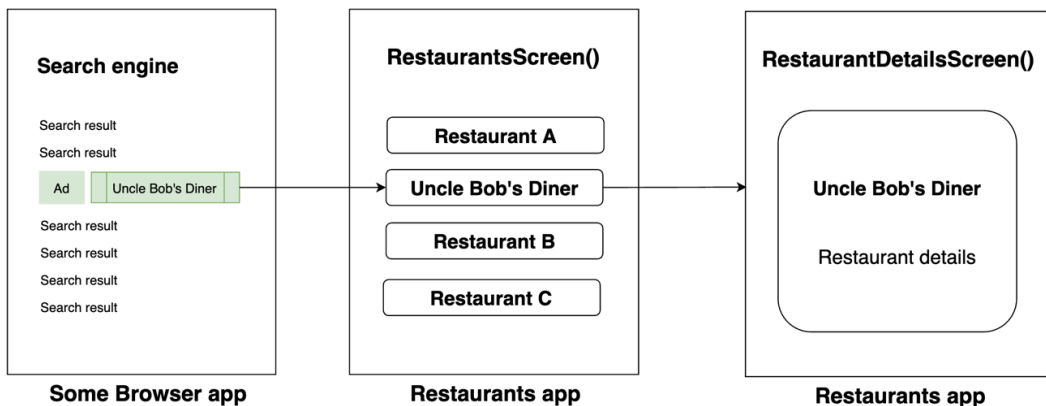 Search engine
Search result
Search result
Ad
Uncle Bob's Diner
Search result
Search result
Search result
Search result
Some Browser app
RestaurantsScreen()
Restaurant A
Uncle Bob's Diner
Restaurant B
Restaurant C
Restaurants app
RestaurantDetailsScreen()
Uncle Bob's Diner
Restaurant details
Restaurants app